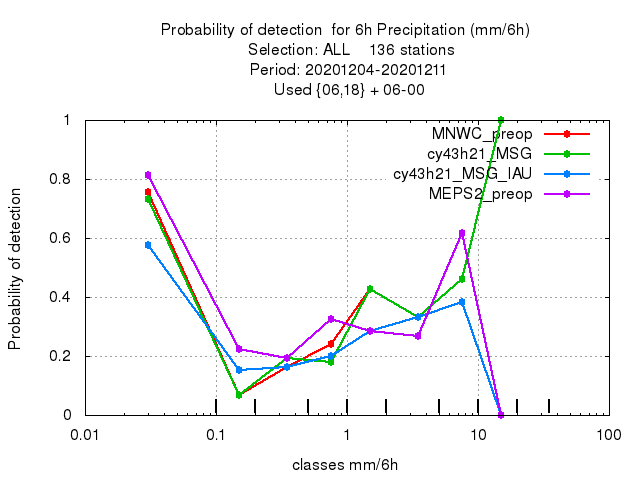 Probability of detection  for 6h Precipitation (mm/6h)
Selection: ALL    136 stations
Period: 20201204-20201211
Used {06,18} + 06-00
Probability of detection
1
0.8
0.6
0.4
0.2
0
MNWC_preop
cy43h21_MSG
cy43h21_MSG_IAU
MEPS2_preop
0.01 0.1 1 10 100
classes mm/6h